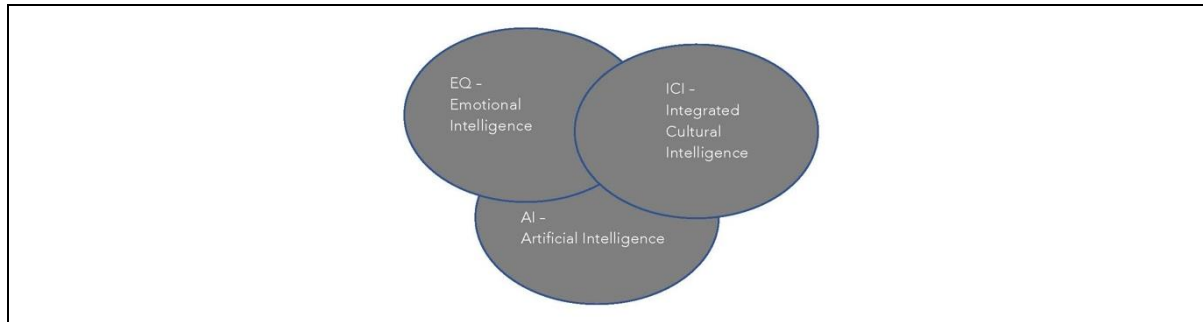 EQ –
Emotional
Intelligence
ICI –
Integrated
Cultural
Intelligence
AI –
Artificial Intelligence